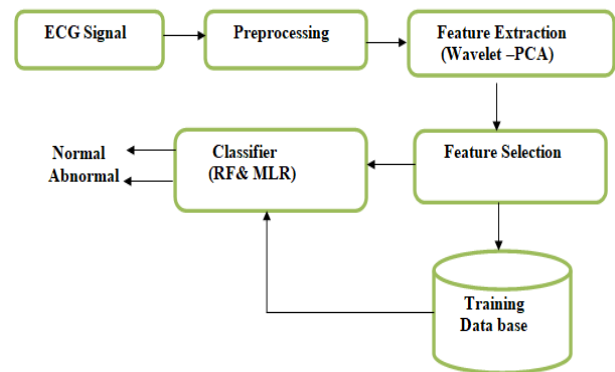 ECG Signal
Preprocessing
Feature Extraction
(Wavelet –PCA)
Normal
Abnormal
Classifier
(RF& MLR)
Feature Selection
Training
Data base